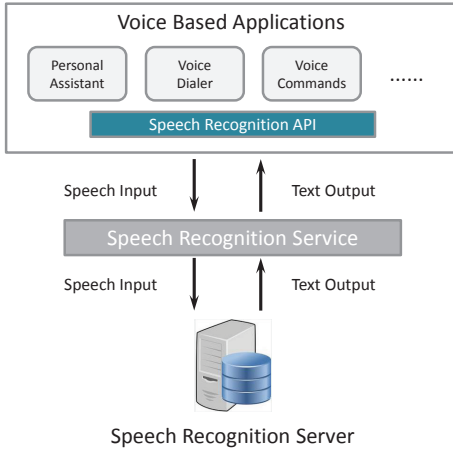 Voice Based Applications
Personal
Assistant
Voice
Dialer
Voice
Commands
......
Speech Recognition API
Speech Input
Text Output
Speech Recognition Service
Speech Input
Text Output
Speech Recognition Server